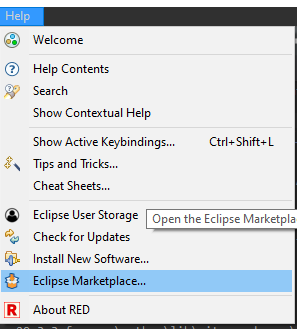 Help
Welcome
Help Contents
Search
Show Contextual Help
Show Active Keybindings... Ctrl+Shift+L
Tips and Tricks...
Cheat Sheets...
Eclipse User Storage
Open the Eclipse Marketpla
Check for Updates
Install New Software...
Eclipse Marketplace...
R About RED